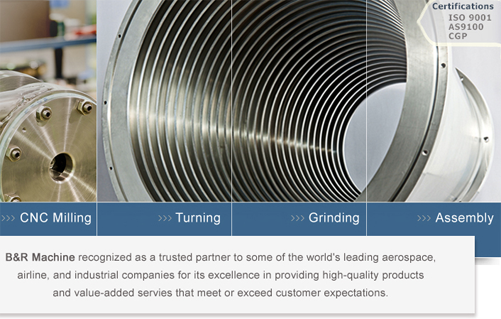 Certifications
ISO 9001
AS9100
CGP
››› CNC Milling
››› Turning
››› Grinding
››› Assembly
B&R Machine recognized as a trusted partner to some of the world's leading aerospace,
airline, and industrial companies for its excellence in providing high-quality products
and value-added servies that meet or exceed customer expectations.